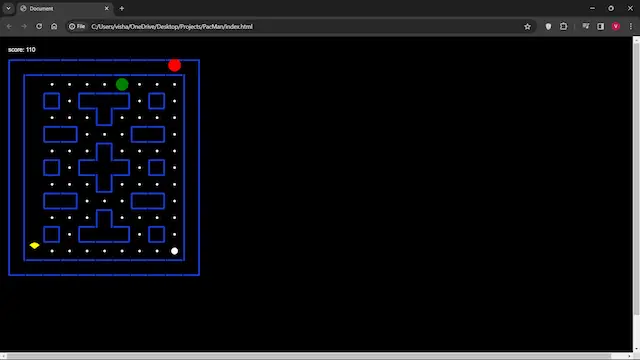 Document
File
C:/Users/visha/OneDrive/Desktop/Projects/PacMan/index.html
V
score: 110